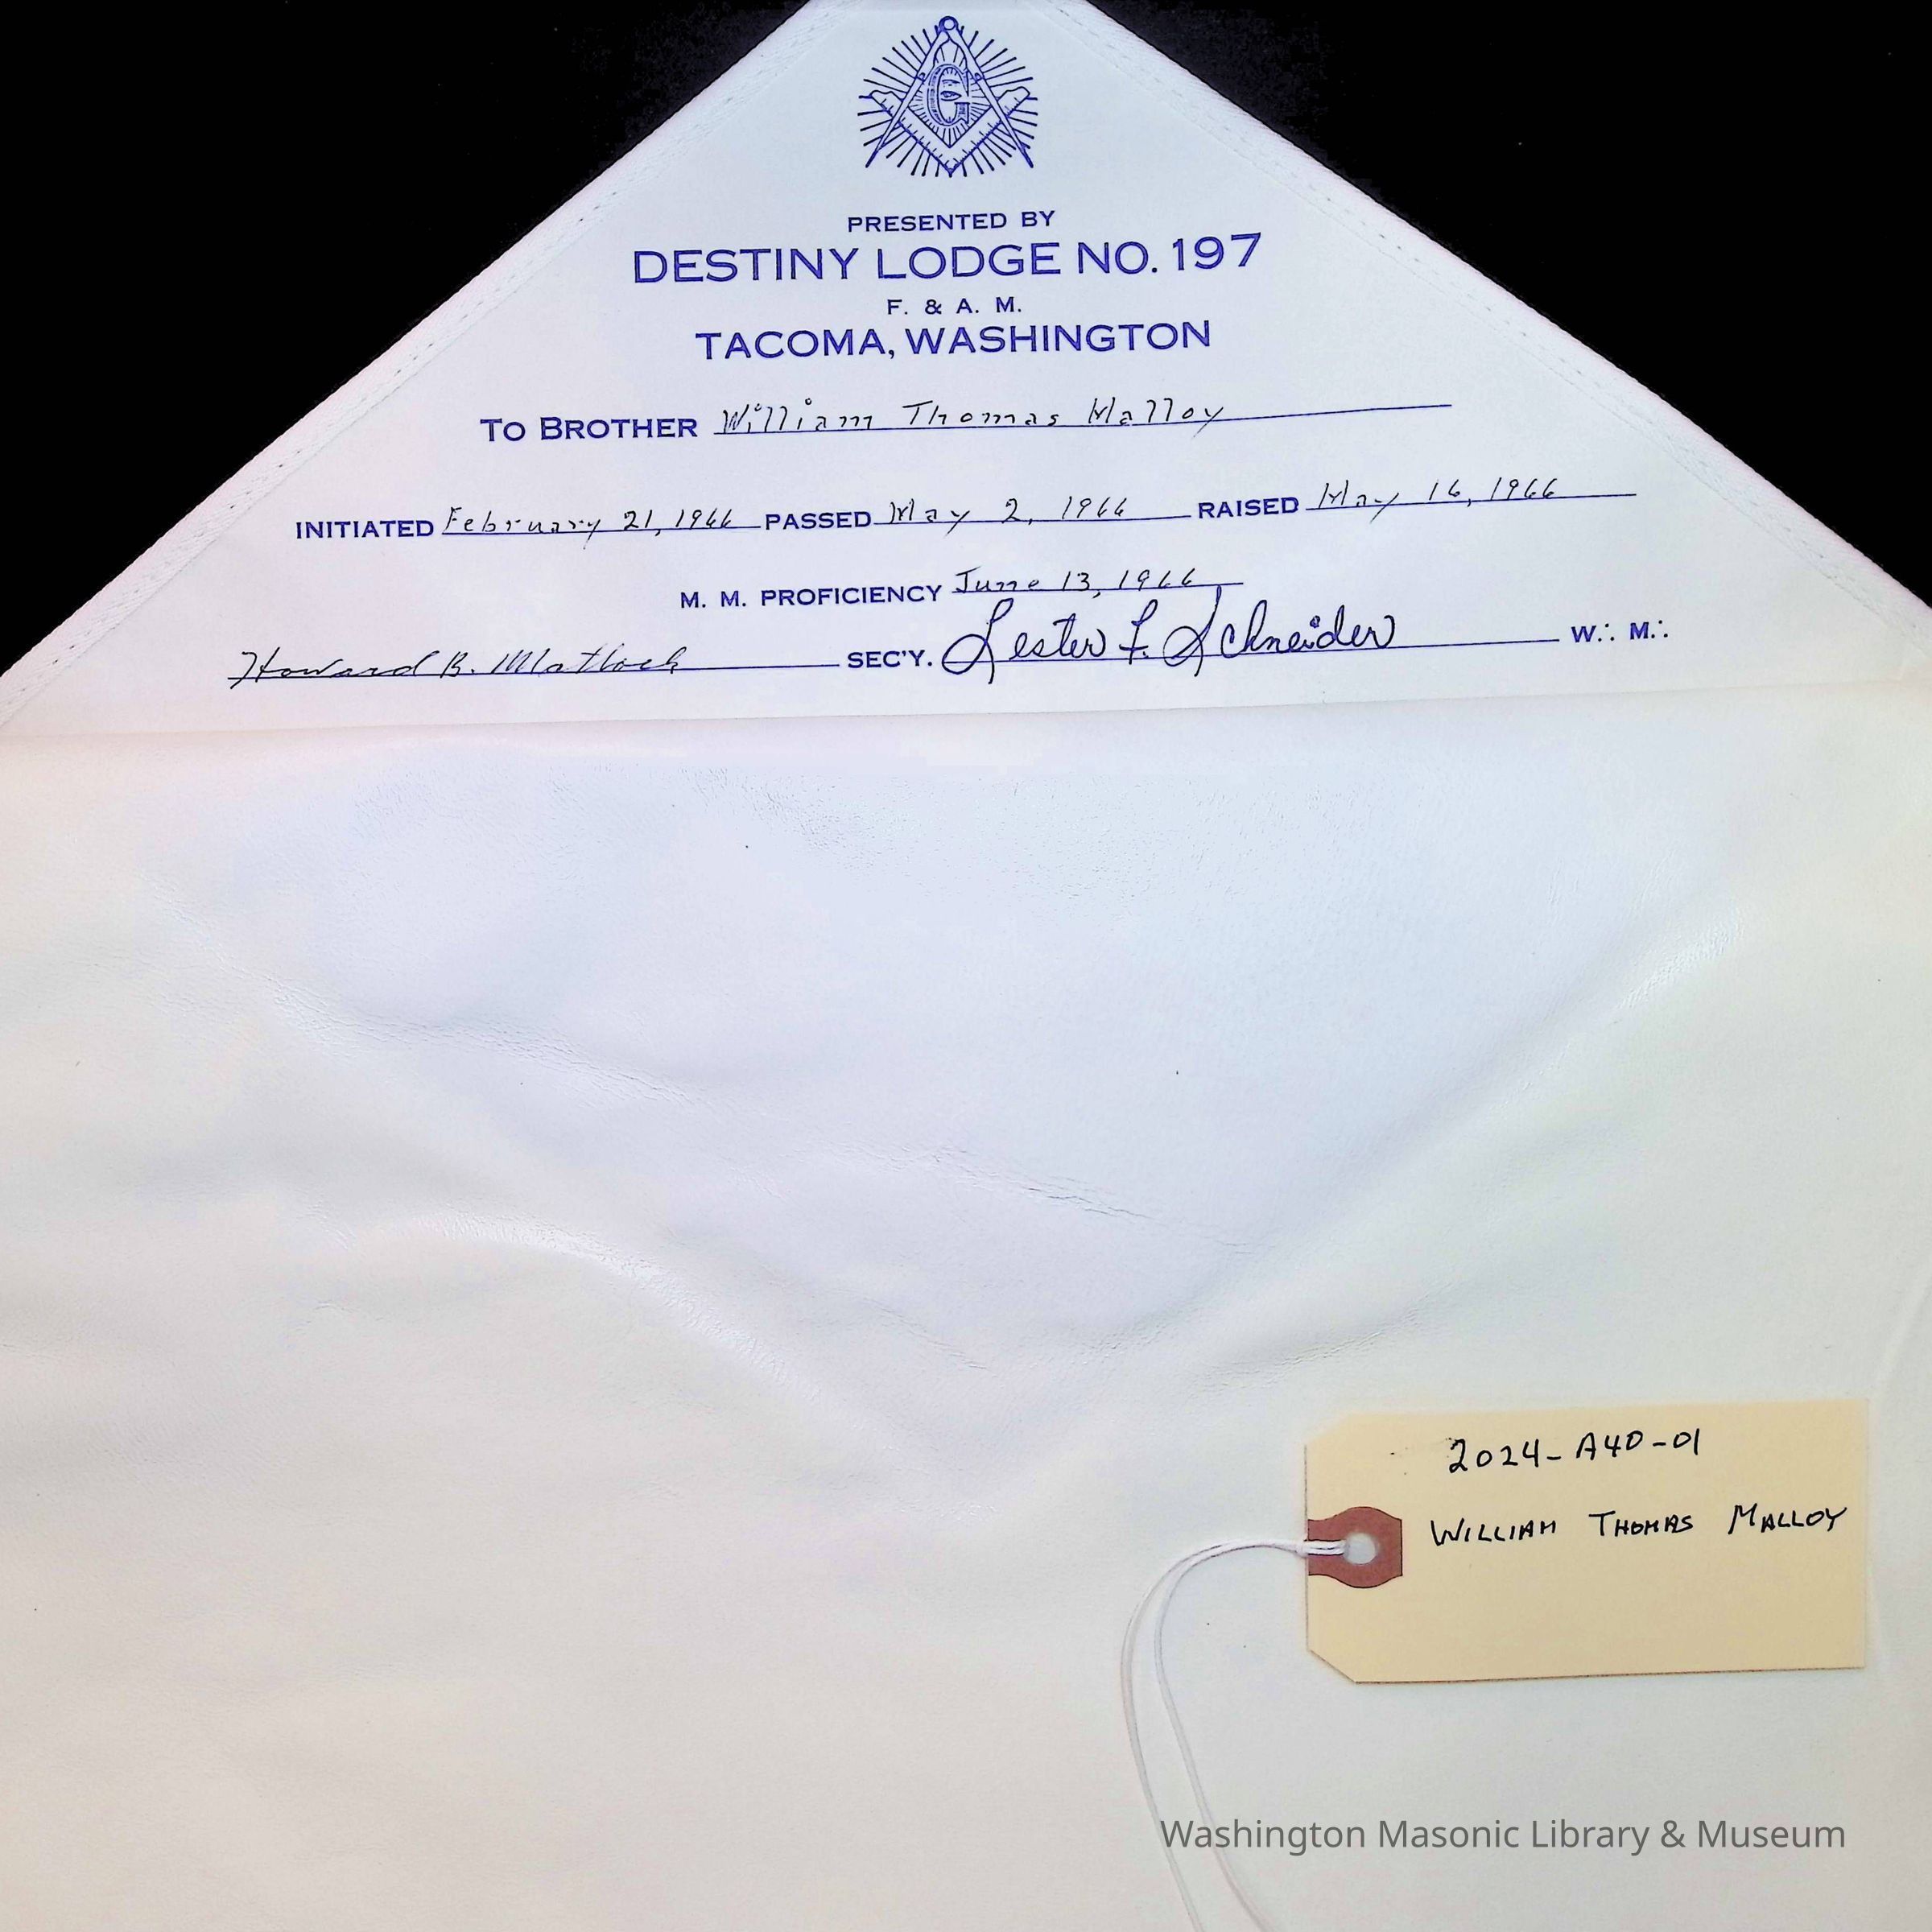 G
PRESENTED BY
DESTINY LODGE NO. 197
F. & A. M.
TACOMA, WASHINGTON
TO BROTHER William Thomas Malloy
INITIATED February 21, 1966 PASSED May 2, 1966 RAISED May 16, 1966
M. M. PROFICIENCY June 13, 1966
Howard B. Matlock SEC'Y. Lester F. Schneider W.∴ M.∴
2024-A40-01
WILLIAM THOMAS MALLOY
Washington Masonic Library & Museum